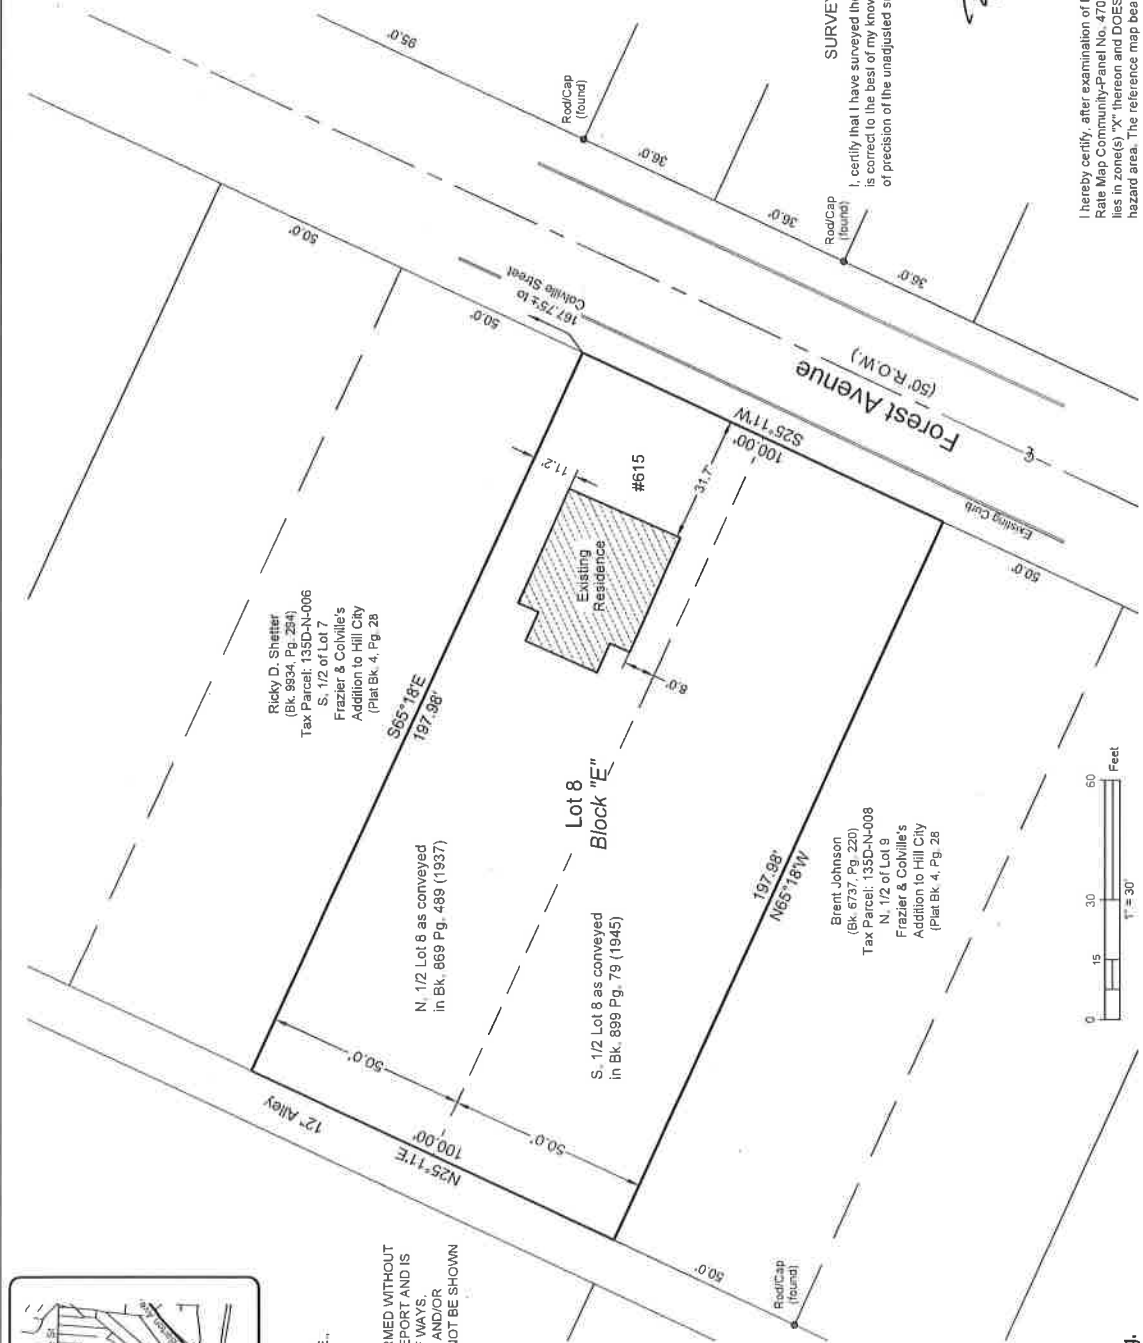 95.0'
Rod/Cap
(found)
36.0'
36.0'
Rod/Cap
(found)
36.0'
SURVEY
I, certify that I have surveyed the
is correct to the best of my know
of precision of the unadjusted s
I hereby certify, after examination of
Rate Map Community-Panel No. 470
lies in zone(s) "X" thereon and DOES
hazard area. The reference map bea
50.0'
50.0'
167.75'± to
Colville Street
Forest Avenue
(50' R.O.W.)
S25°11'W
100.00'
Existing Curb
50.0'
11.2'
#615
31.7'
Existing
Residence
8.0'
Ricky D. Shetter
(Bk. 9934, Pg. 294)
Tax Parcel: 135D-N-006
S. 1/2 of Lot 7
Frazier & Colville's
Addition to Hill City
(Plat Bk. 4, Pg. 28
S65°18'E
197.98'
Lot 8
Block "E"
N. 1/2 Lot 8 as conveyed
in Bk. 869 Pg. 489 (1937)
S. 1/2 Lot 8 as conveyed
in Bk. 899 Pg. 79 (1945)
197.98'
N65°18'W
Brent Johnson
(Bk. 6737, Pg. 220)
Tax Parcel: 135D-N-008
N. 1/2 of Lot 9
Frazier & Colville's
Addition to Hill City
(Plat Bk. 4, Pg. 28
50.0'
50.0'
12" Alley
N25°11'E
100.00'
50.0'
Rod/Cap
(found)
0 15 30 60 Feet
1" = 30'
E.,
RMED WITHOUT
EPORT AND IS
F WAYS,
AND/OR
NOT BE SHOWN